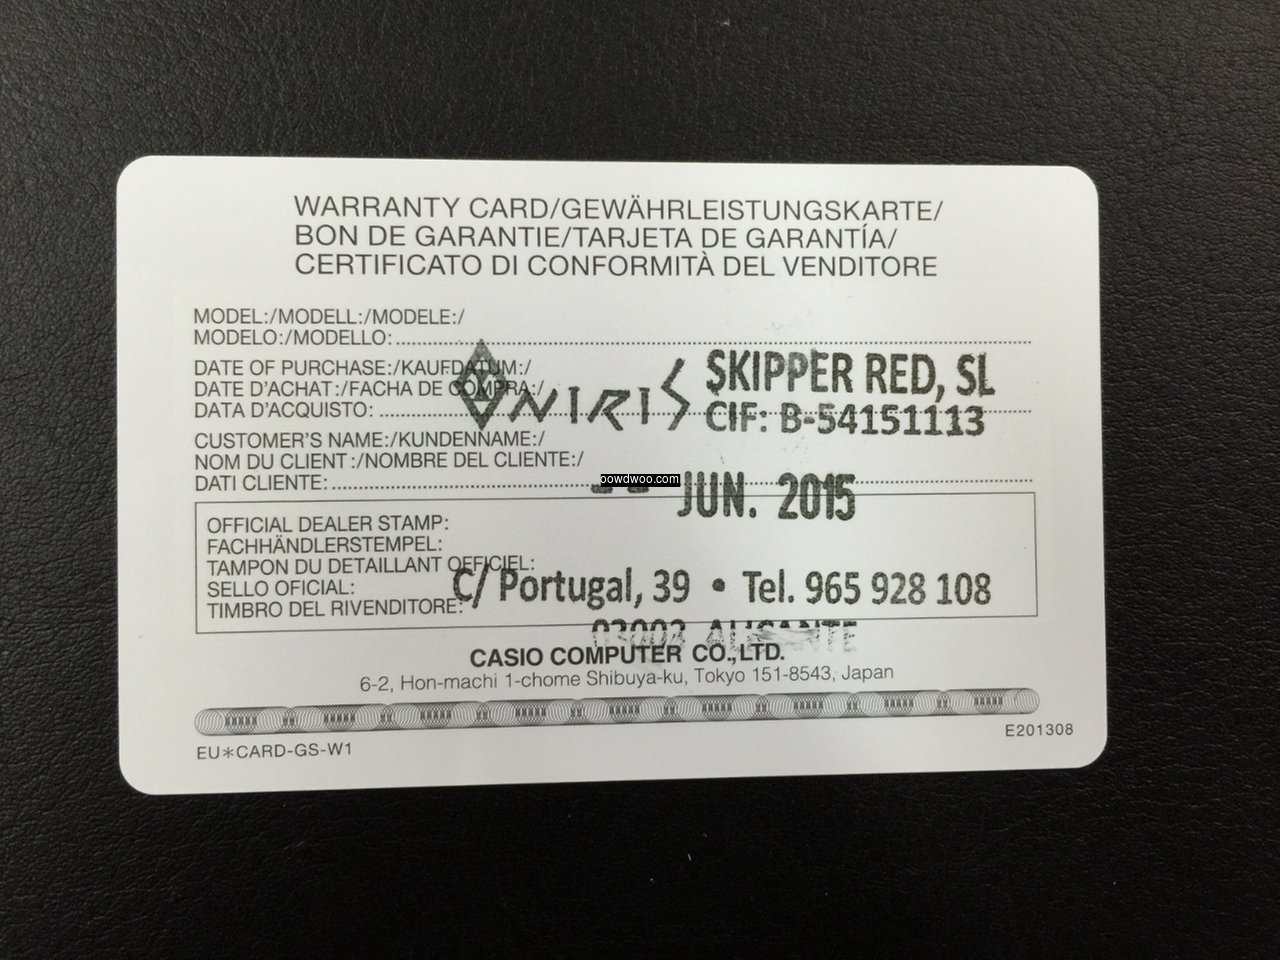 WARRANTY CARD/GEWÄHRLEISTUNGSKARTE/
BON DE GARANTIE/TARJETA DE GARANTÍA/
CERTIFICATO DI CONFORMITÀ DEL VENDITORE
MODEL:/MODELL:/MODELE:/
MODELO:/MODELLO:
DATE OF PURCHASE:/KAUFDATUM:/
DATE D'ACHAT:/FACHA DE COMPRA:/
DATA D'ACQUISTO:
ONIRIS
SKIPPER RED, SL
CIF: B-54151113
CUSTOMER'S NAME:/KUNDENNAME:/
NOM DU CLIENT:/NOMBRE DEL CLIENTE:/
DATI CLIENTE:
oowdwoo.com
JUN. 2015
OFFICIAL DEALER STAMP:
FACHHÄNDLERSTEMPEL:
TAMPON DU DETAILLANT OFFICIEL:
SELLO OFICIAL:
TIMBRO DEL RIVENDITORE:
C/ Portugal, 39 • Tel. 965 928 108
ALICANTE
CASIO COMPUTER CO.,LTD.
6-2, Hon-machi 1-chome Shibuya-ku, Tokyo 151-8543, Japan
EU*CARD-GS-W1
E201308